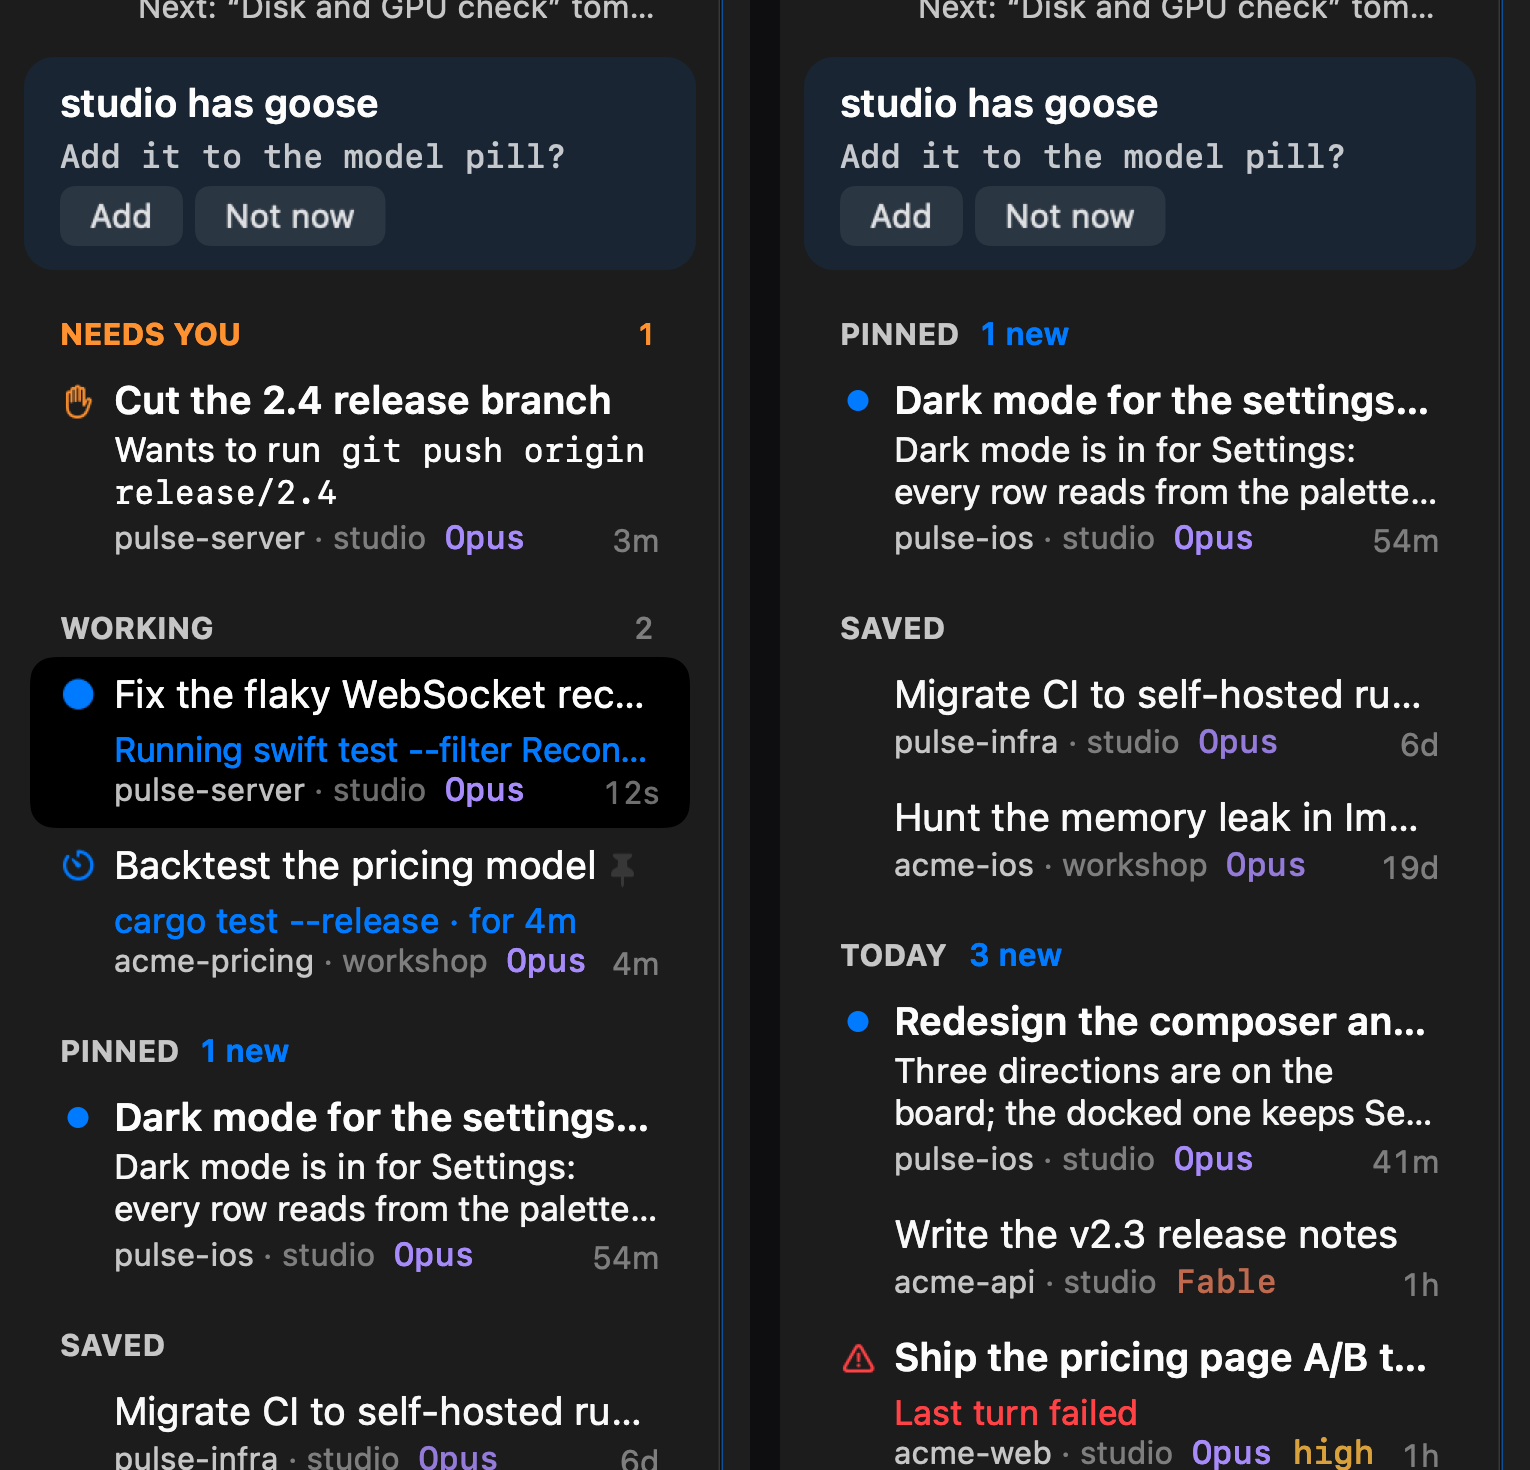 Next: “Disk and GPU check” tom...
studio has goose
Add it to the model pill?
Add
Not now
NEEDS YOU 1
Cut the 2.4 release branch
Wants to run git push origin
release/2.4
pulse-server · studio Opus 3m
WORKING 2
Fix the flaky WebSocket rec...
Running swift test --filter Recon...
pulse-server · studio Opus 12s
Backtest the pricing model
cargo test --release · for 4m
acme-pricing · workshop Opus 4m
PINNED 1 new
Dark mode for the settings...
Dark mode is in for Settings:
every row reads from the palette...
pulse-ios · studio Opus 54m
SAVED
Migrate CI to self-hosted ru...
pulse-infra · studio Opus 6d
Next: “Disk and GPU check” tom...
studio has goose
Add it to the model pill?
Add
Not now
PINNED 1 new
Dark mode for the settings...
Dark mode is in for Settings:
every row reads from the palette...
pulse-ios · studio Opus 54m
SAVED
Migrate CI to self-hosted ru...
pulse-infra · studio Opus 6d
Hunt the memory leak in Im...
acme-ios · workshop Opus 19d
TODAY 3 new
Redesign the composer an...
Three directions are on the
board; the docked one keeps Se...
pulse-ios · studio Opus 41m
Write the v2.3 release notes
acme-api · studio Fable 1h
Ship the pricing page A/B t...
Last turn failed
acme-web · studio Opus high 1h